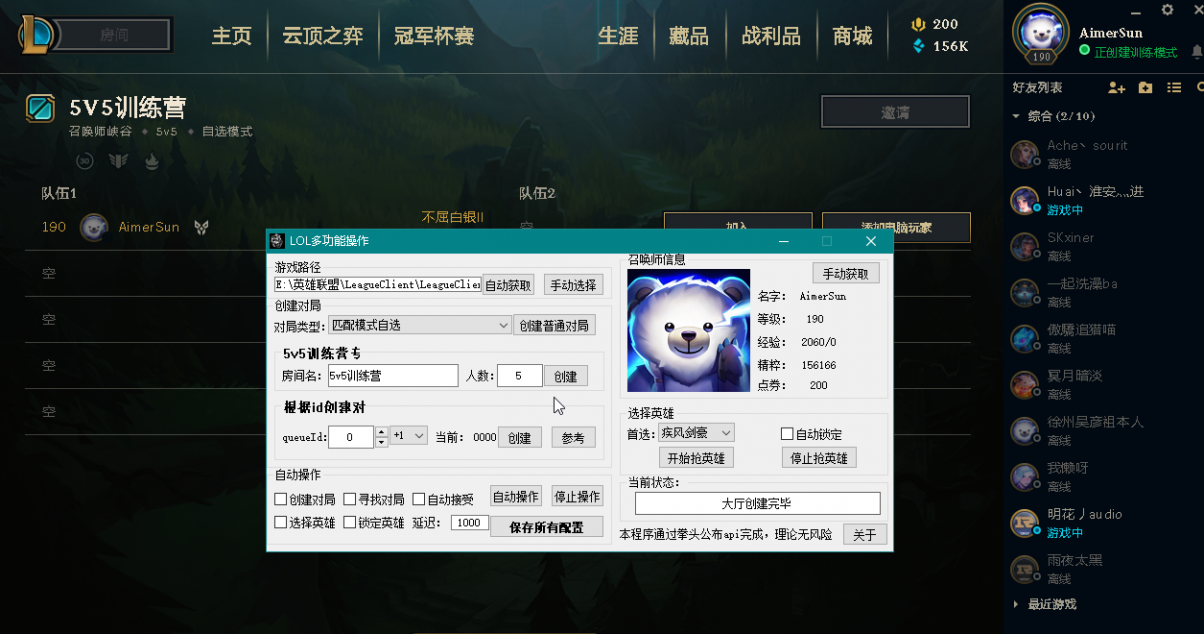 房间
主页
云顶之弈
冠军杯赛
生涯
藏品
战利品
商城
200
156K
190
AimerSun
正创建训练模式
5V5训练营
召唤师峡谷 5v5 自选模式
30
邀请
队伍1
队伍2
190 AimerSun
不屈白银II
空
加入
添加电脑玩家
空
空
空
空
好友列表
综合 (2/10)
Ache丶 sourit
离线
离线
游戏中
SKxiner
离线
一起洗澡ba
离线
傲骄追猫喵
离线
冥月暗淡
离线
徐州吴彦祖本人
离线
我懒呀
离线
明花丿audio
游戏中
雨夜太黑
离线
最近游戏
LOL多功能操作
游戏路径
E:\英雄联盟\LeagueClient\LeagueClie
自动获取
手动选择
创建对局
对局类型:
匹配模式自选
创建普通对局
5v5训练营专
房间名:
5v5训练营
人数:
5
创建
根据id创建对
queueId:
0
+1
当前:
0000
创建
参考
自动操作
创建对局
寻找对局
自动接受
自动操作
停止操作
选择英雄
锁定英雄
延迟:
1000
保存所有配置
召唤师信息
手动获取
名字: AimerSun
等级: 190
经验: 2060/0
精粹: 156166
点券: 200
选择英雄
首选:
疾风剑豪
自动锁定
开始抢英雄
停止抢英雄
当前状态:
大厅创建完毕
本程序通过拳头公布api完成，理论无风险
关于